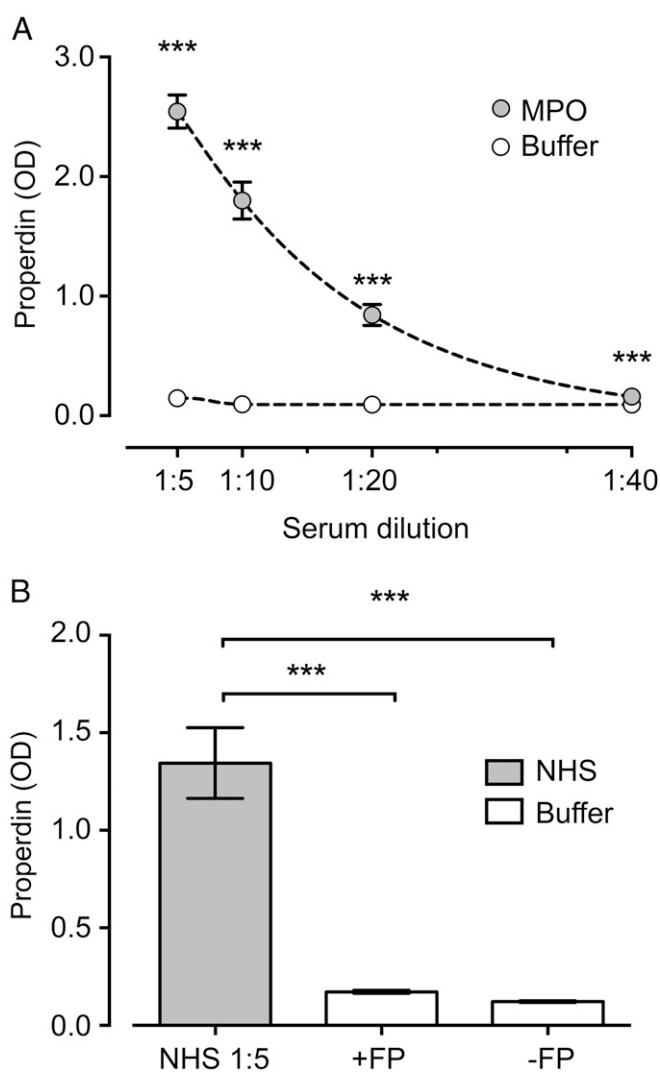 A
***
3.0
***
MPO
Buffer
2.0
Properdin (OD)
***
1.0
***
0.0
1:5 1:10 1:20 1:40
Serum dilution
B
***
2.0
***
1.5
NHS
Buffer
Properdin (OD)
1.0
0.5
0.0
NHS 1:5 +FP -FP